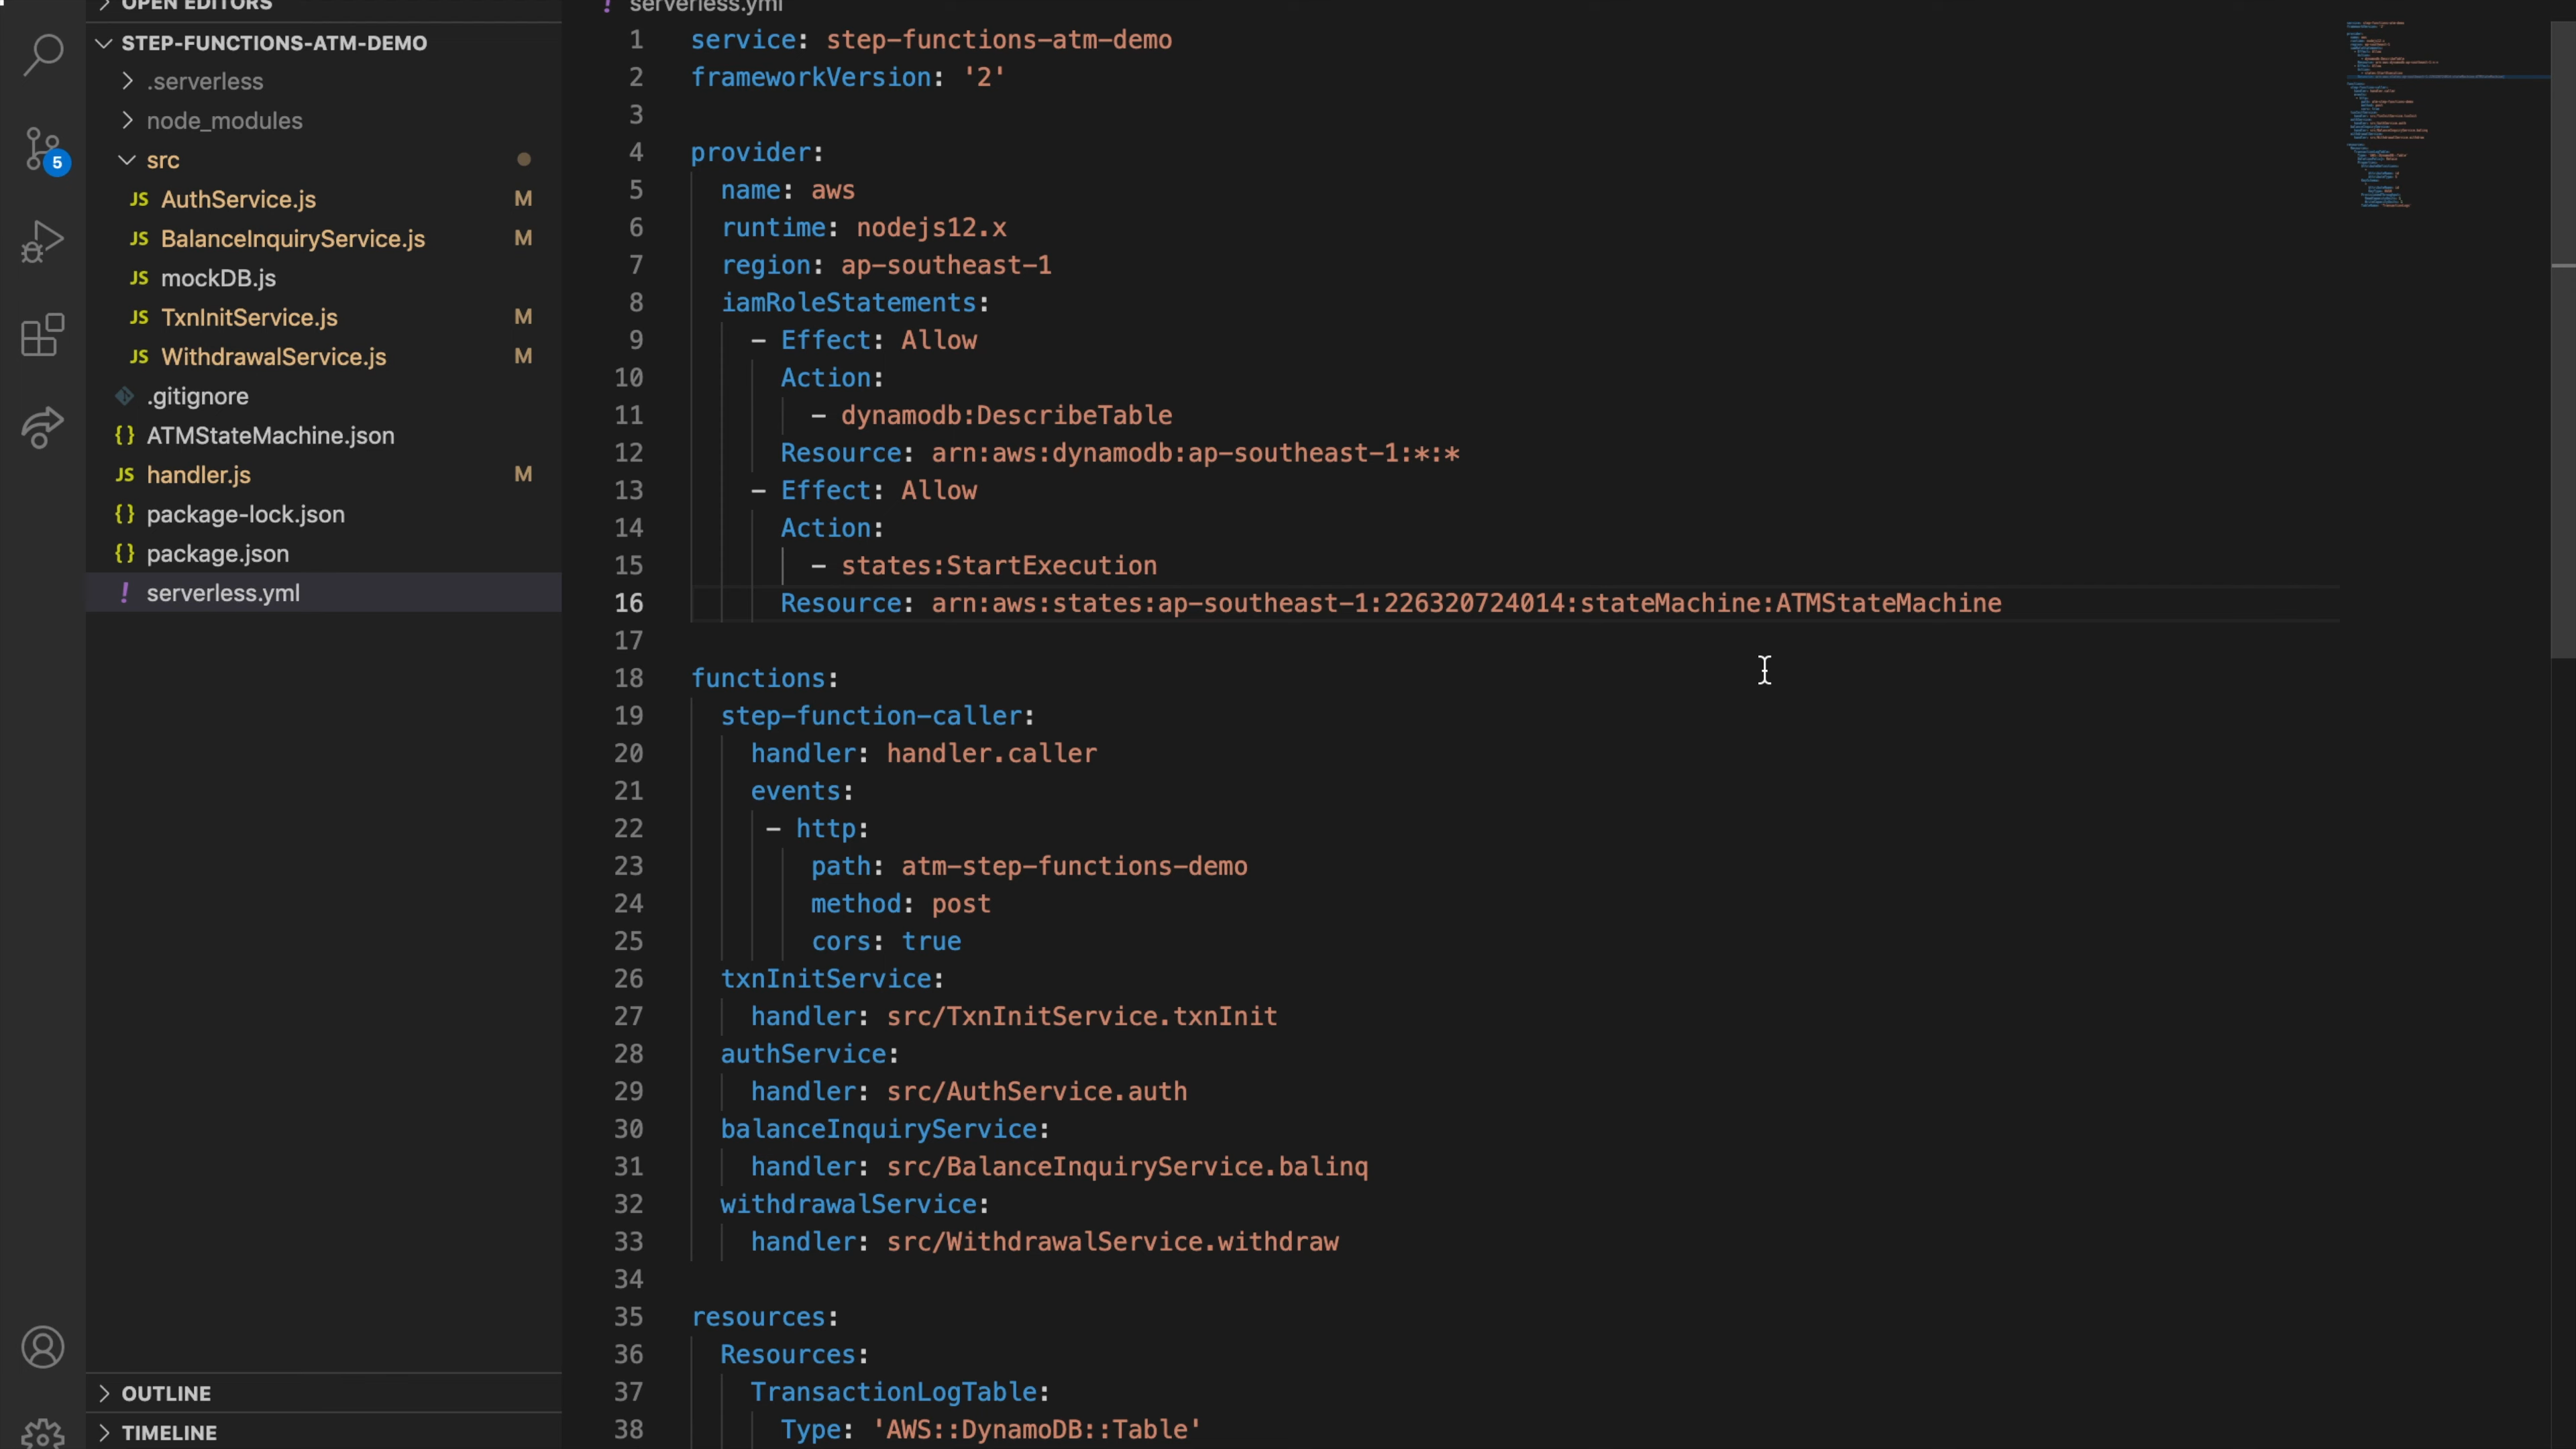 OPEN EDITORS
STEP-FUNCTIONS-ATM-DEMO
.serverless
node_modules
src
JS AuthService.js M
JS BalanceInquiryService.js M
JS mockDB.js
JS TxnInitService.js M
JS WithdrawalService.js M
.gitignore
{} ATMStateMachine.json
JS handler.js M
{} package-lock.json
{} package.json
! serverless.yml
OUTLINE
TIMELINE
5
! serverless.yml
1 service: step-functions-atm-demo
2 frameworkVersion: '2'
3
4 provider:
5 name: aws
6 runtime: nodejs12.x
7 region: ap-southeast-1
8 iamRoleStatements:
9 - Effect: Allow
10 Action:
11 - dynamodb:DescribeTable
12 Resource: arn:aws:dynamodb:ap-southeast-1:*:*
13 - Effect: Allow
14 Action:
15 - states:StartExecution
16 Resource: arn:aws:states:ap-southeast-1:226320724014:stateMachine:ATMStateMachine
17
18 functions:
19 step-function-caller:
20 handler: handler.caller
21 events:
22 - http:
23 path: atm-step-functions-demo
24 method: post
25 cors: true
26 txnInitService:
27 handler: src/TxnInitService.txnInit
28 authService:
29 handler: src/AuthService.auth
30 balanceInquiryService:
31 handler: src/BalanceInquiryService.balinq
32 withdrawalService:
33 handler: src/WithdrawalService.withdraw
34
35 resources:
36 Resources:
37 TransactionLogTable:
38 Type: 'AWS::DynamoDB::Table'